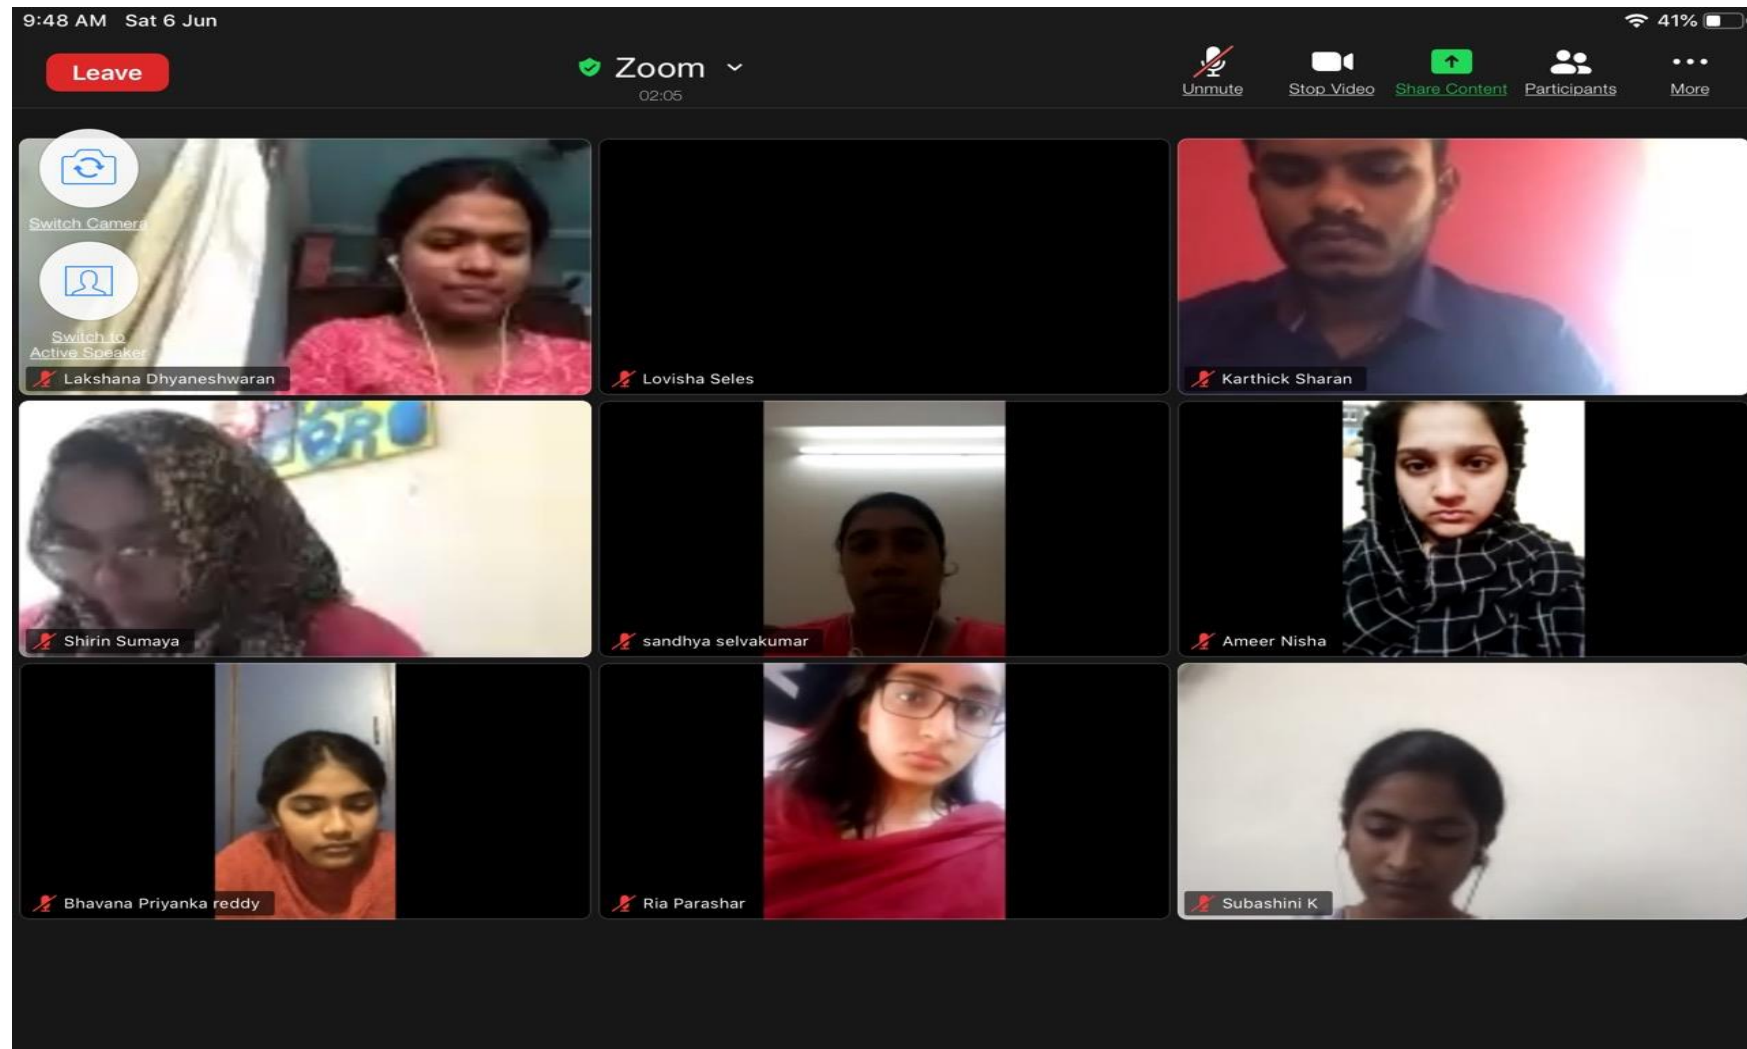 9:48 AM Sat 6 Jun
41%
Leave
Zoom
02:05
Unmute
Stop Video
Share Content
Participants
More
Switch Camera
Switch to
Active Speaker
Lakshana Dhyaneshwaran
Lovisha Seles
Karthick Sharan
Shirin Sumaya
sandhya selvakumar
Ameer Nisha
Bhavana Priyanka reddy
Ria Parashar
Subashini K